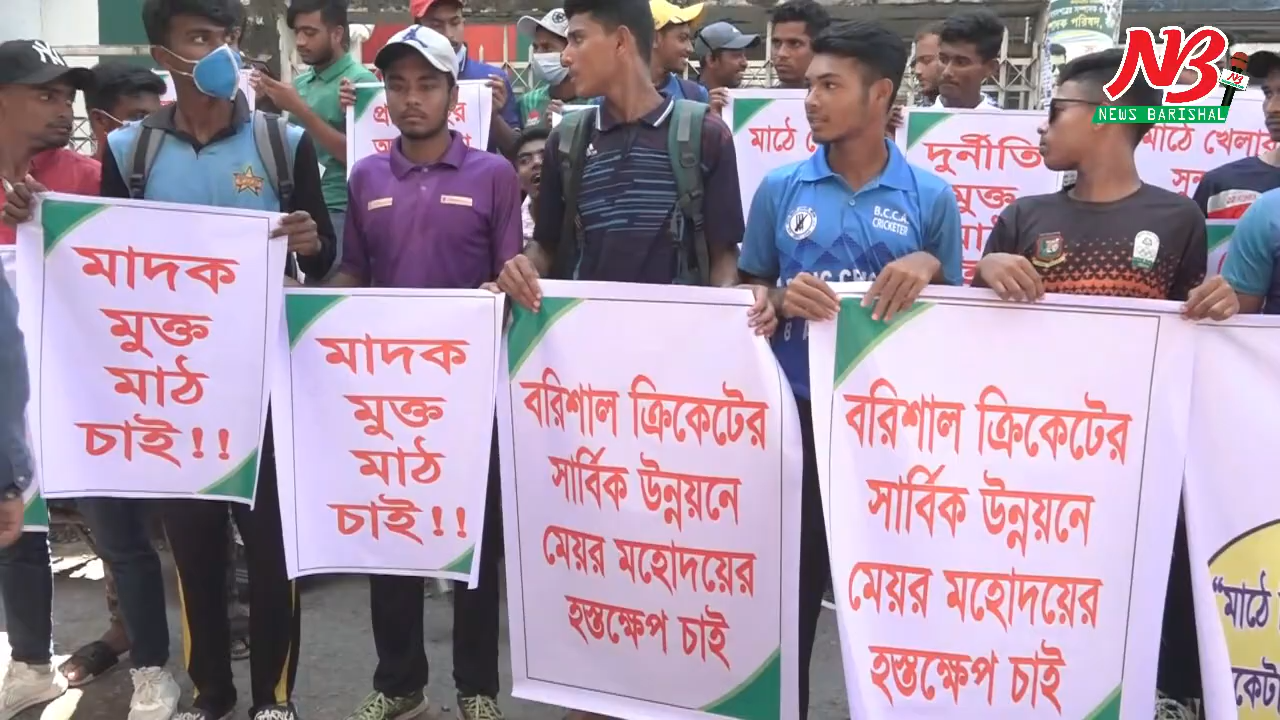 NB
NEWS BARISHAL
মাঠে
দুর্নীতি
মুক্ত
মাঠে
B.C.C.A.
CRICKETER
মাদক
মুক্ত
মাঠ
চাই!!
মাদক
মুক্ত
মাঠ
চাই!!
বরিশাল ক্রিকেটের
সার্বিক উন্নয়নে
মেয়র মহোদয়ের
হস্তক্ষেপ চাই
বরিশাল ক্রিকেটের
সার্বিক উন্নয়নে
মেয়র মহোদয়ের
হস্তক্ষেপ চাই
"মাঠে